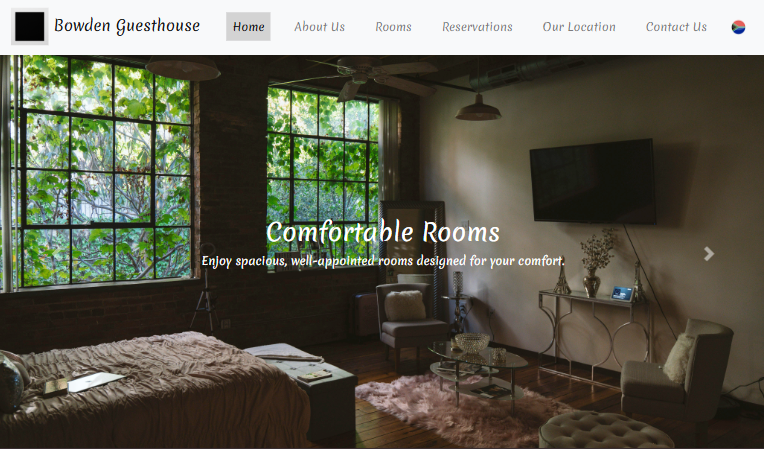 Bowden Guesthouse
Home
About Us
Rooms
Reservations
Our Location
Contact Us
Comfortable Rooms
Enjoy spacious, well-appointed rooms designed for your comfort.